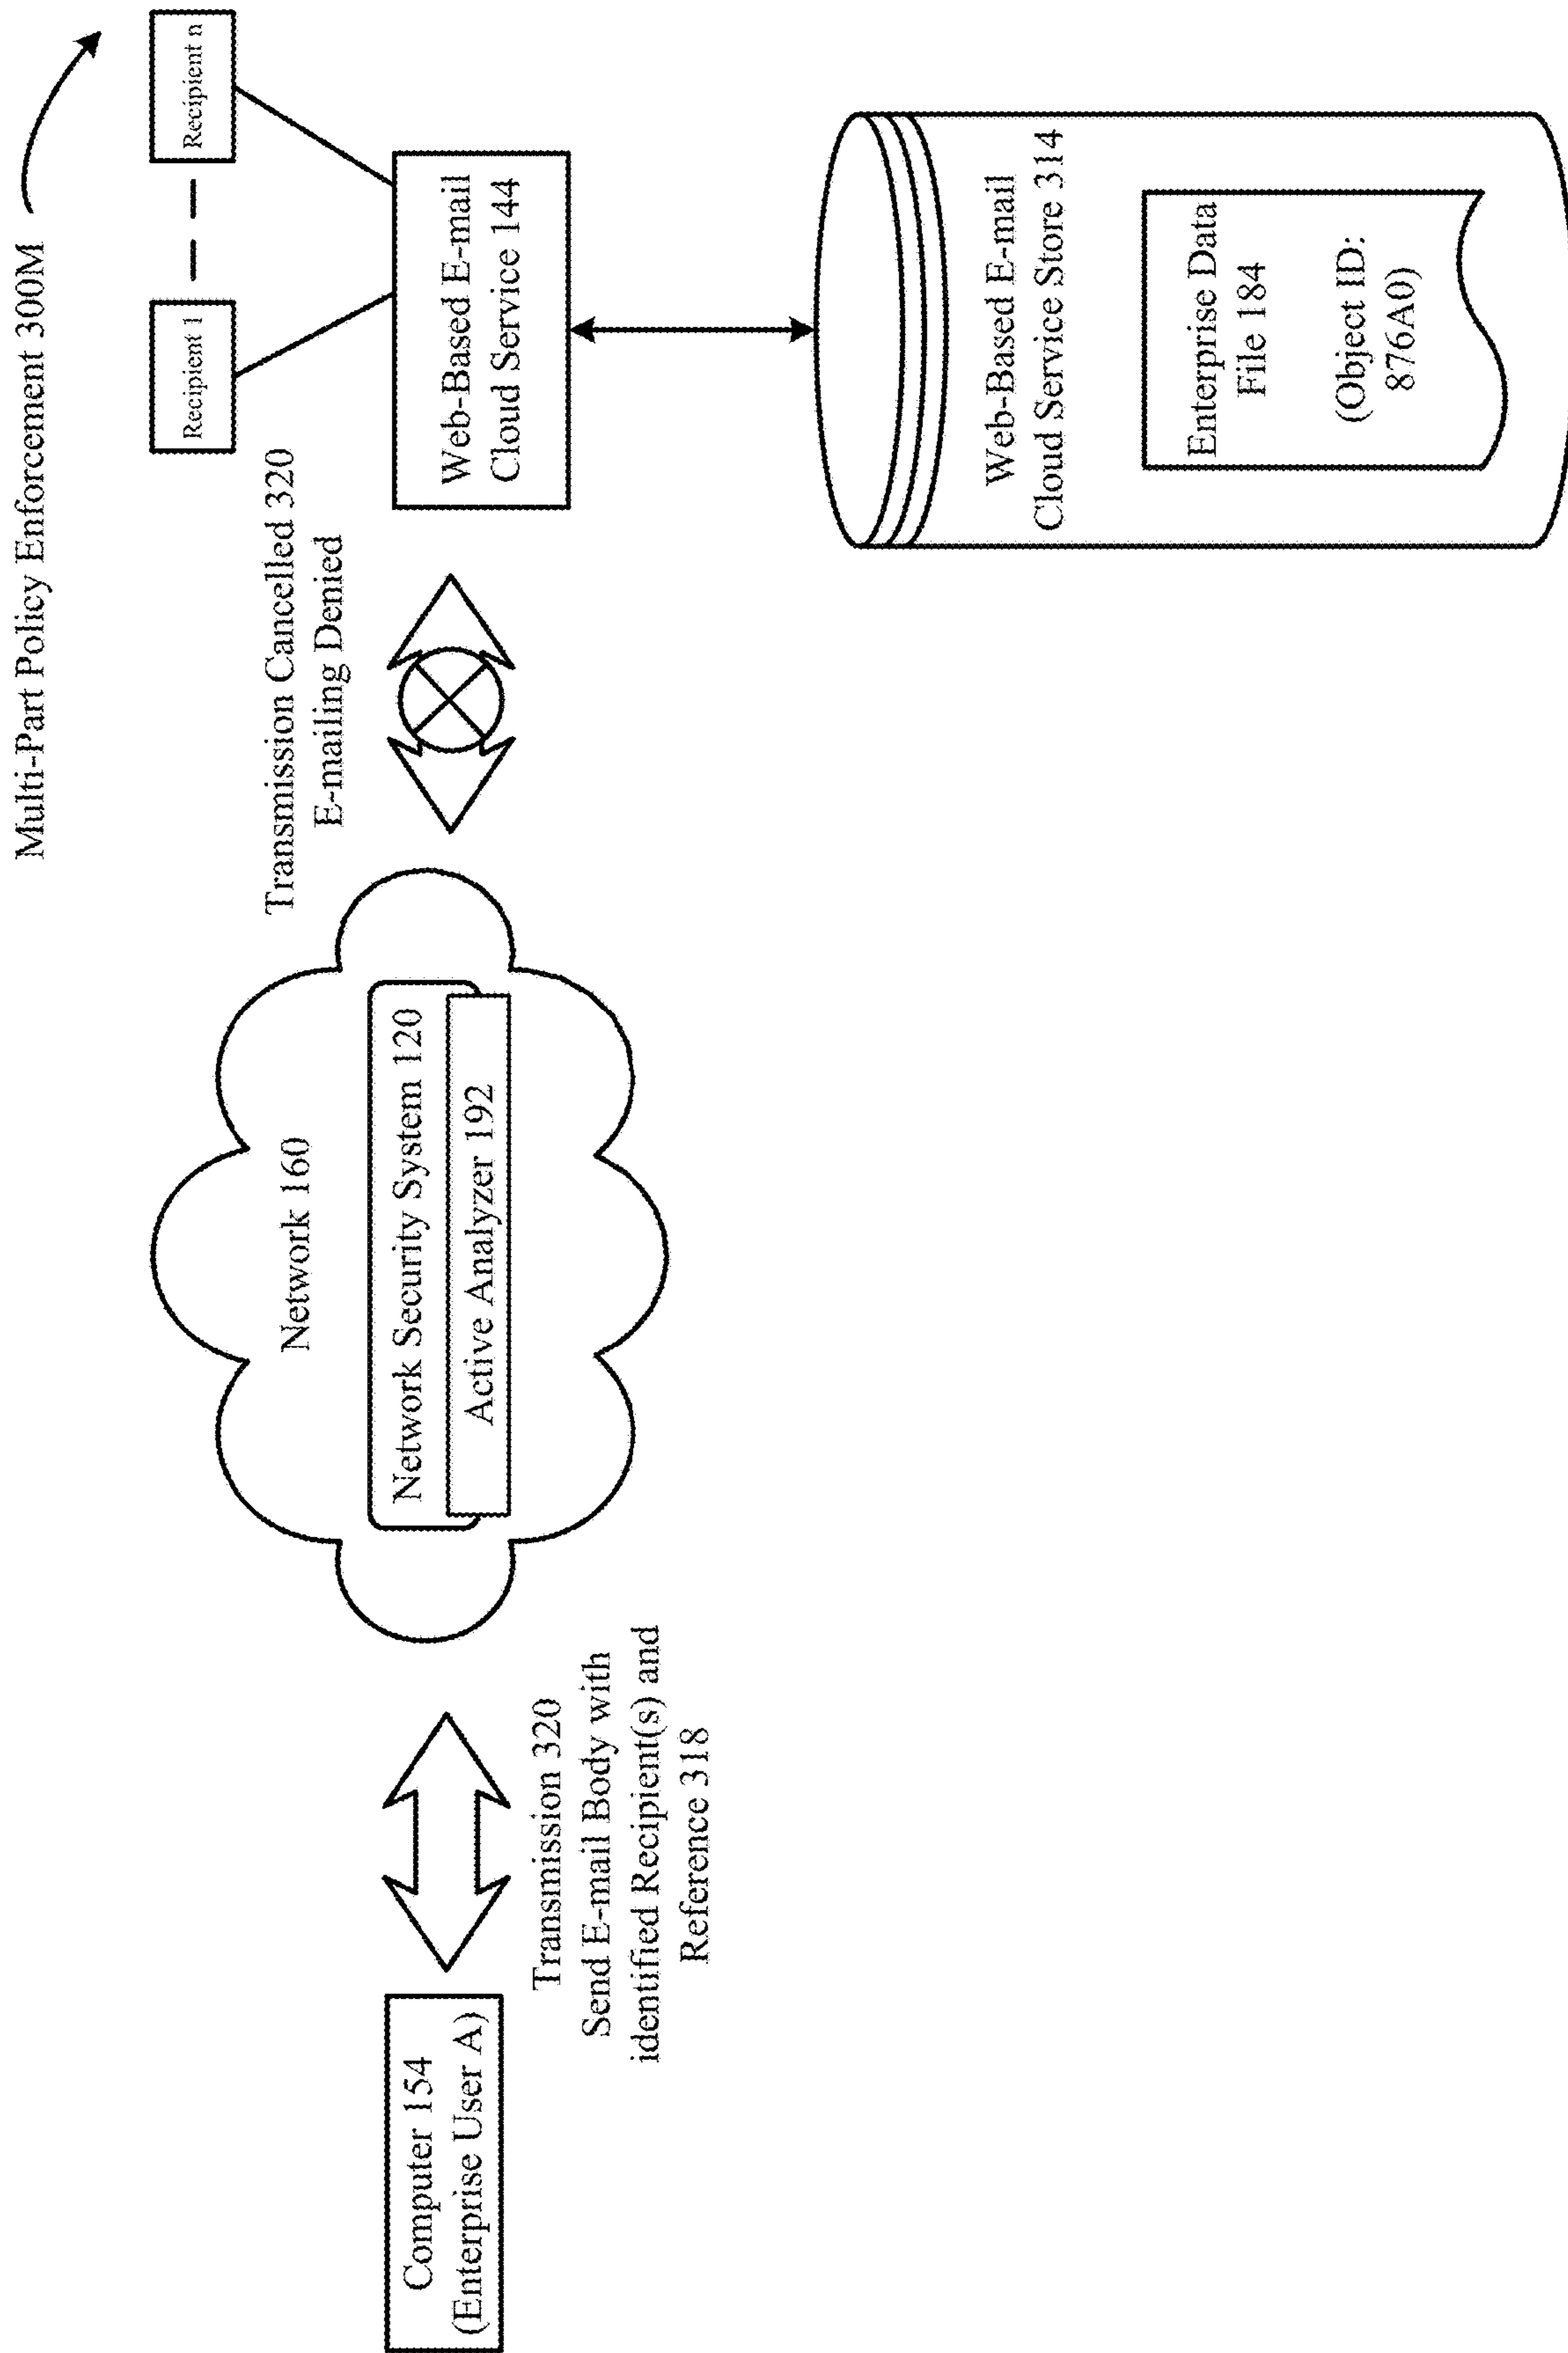 Multi-Part Policy Enforcement 300M
Recipient 1
Recipient n
Transmission Cancelled 320
E-mailing Denied
Web-Based E-mail
Cloud Service 144
Network 160
Network Security System 120
Active Analyzer 192
Computer 154
(Enterprise User A)
Transmission 320
Send E-mail Body with
identified Recipient(s) and
Reference 318
Web-Based E-mail
Cloud Service Store 314
Enterprise Data
File 184
(Object ID:
876A0)